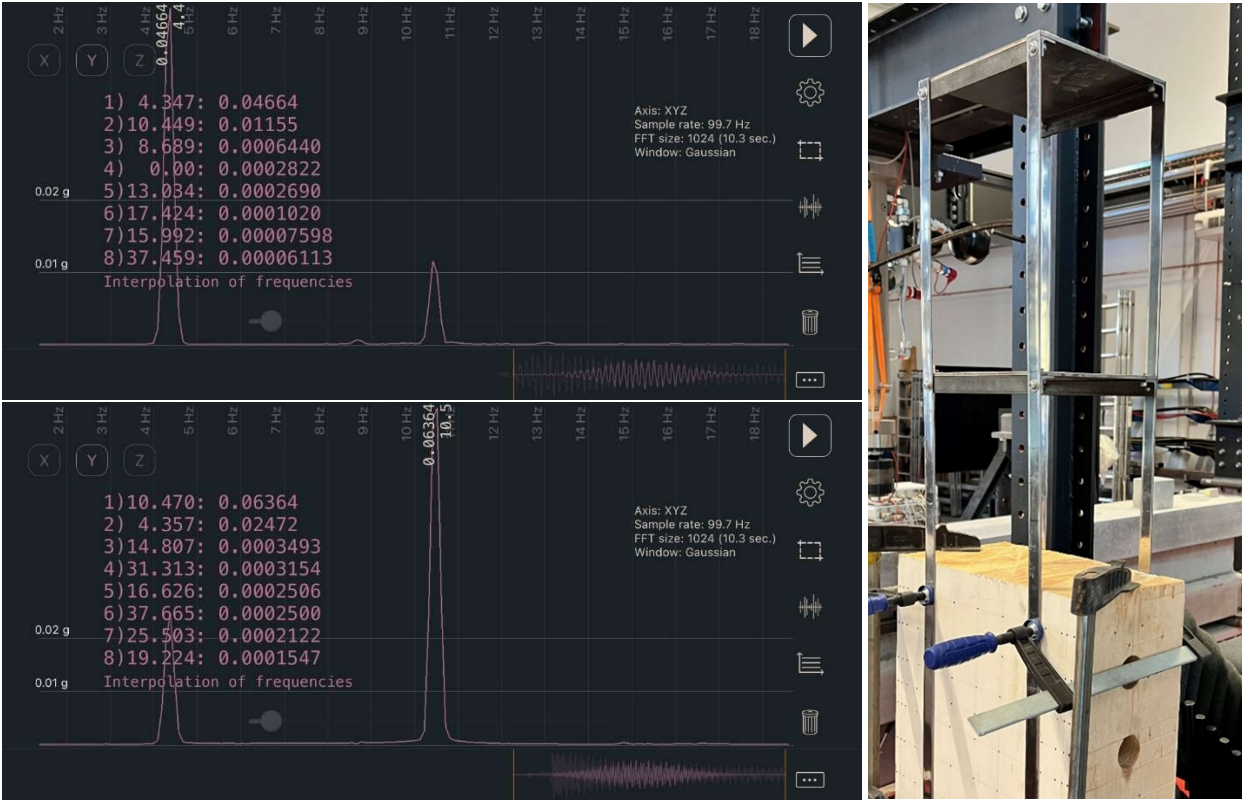 2 Hz 3 Hz 4 Hz 5 Hz 6 Hz 7 Hz 8 Hz 9 Hz 10 Hz 11 Hz 12 Hz 13 Hz 14 Hz 15 Hz 16 Hz 17 Hz 18 Hz
0.04664
4.4
X Y Z
1) 4.347: 0.04664
2)10.449: 0.01155
3) 8.689: 0.0006440
4) 0.00: 0.0002822
5)13.034: 0.0002690
6)17.424: 0.0001020
7)15.992: 0.00007598
8)37.459: 0.00006113
Interpolation of frequencies
0.02 g
0.01 g
Axis: XYZ
Sample rate: 99.7 Hz
FFT size: 1024 (10.3 sec.)
Window: Gaussian
2 Hz 3 Hz 4 Hz 5 Hz 6 Hz 7 Hz 8 Hz 9 Hz 10 Hz 12 Hz 13 Hz 14 Hz 15 Hz 16 Hz 17 Hz 18 Hz
0.06364
10.5
X Y Z
1)10.470: 0.06364
2) 4.357: 0.02472
3)14.807: 0.0003493
4)31.313: 0.0003154
5)16.626: 0.0002506
6)37.665: 0.0002500
7)25.503: 0.0002122
8)19.224: 0.0001547
Interpolation of frequencies
0.02 g
0.01 g
Axis: XYZ
Sample rate: 99.7 Hz
FFT size: 1024 (10.3 sec.)
Window: Gaussian